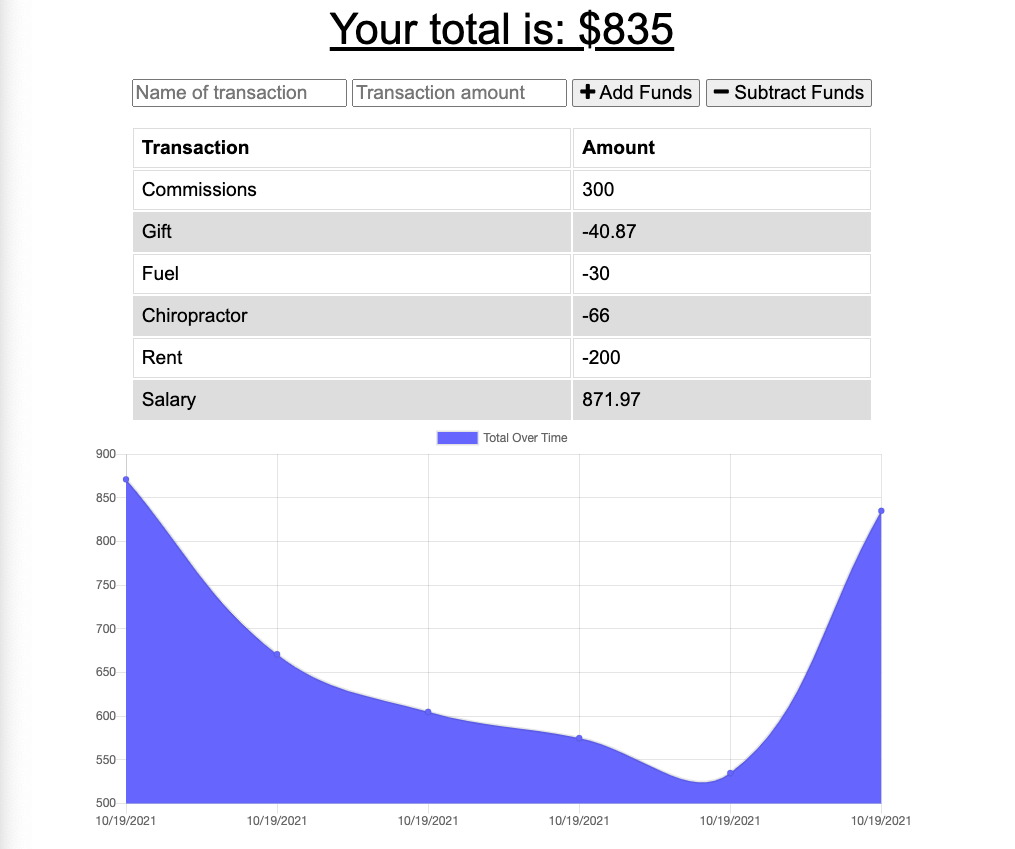 Your total is: $835
Name of transaction Transaction amount Add Funds Subtract Funds
Transaction Amount
Commissions 300
Gift -40.87
Fuel -30
Chiropractor -66
Rent -200
Salary 871.97
Total Over Time
900
850
800
750
700
650
600
550
500
10/19/2021 10/19/2021 10/19/2021 10/19/2021 10/19/2021 10/19/2021